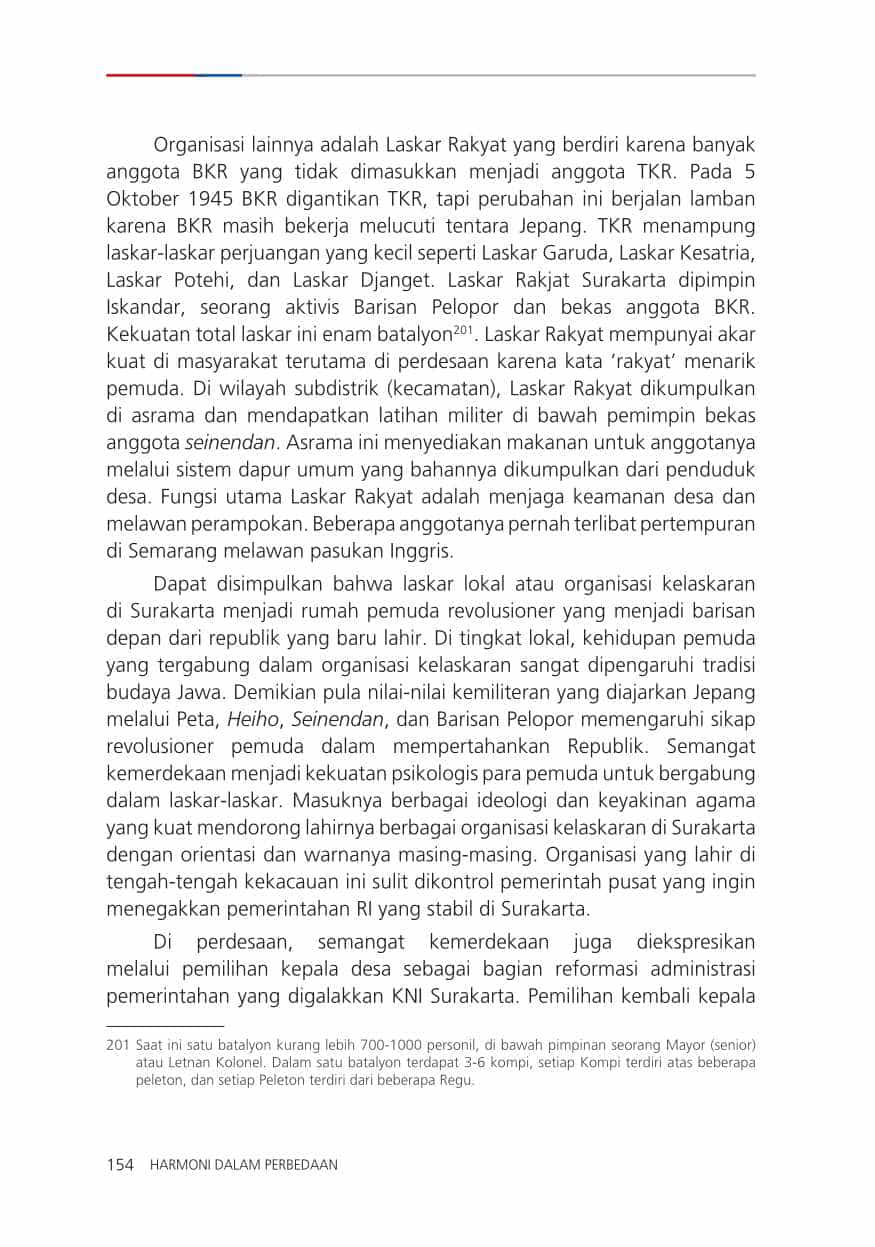 Organisasi lainnya adalah Laskar Rakyat yang berdiri karena banyak
anggota BKR yang tidak dimasukkan menjadi anggota TKR. Pada 5
Oktober 1945 BKR digantikan TKR, tapi perubahan ini berjalan lamban
karena BKR masih bekerja melucuti tentara Jepang. TKR menampung
laskar-laskar perjuangan yang kecil seperti Laskar Garuda, Laskar Kesatria,
Laskar Potehi, dan Laskar Djanget. Laskar Rakjat Surakarta dipimpin
Iskandar, seorang aktivis Barisan Pelopor dan bekas anggota BKR.
Kekuatan total laskar ini enam batalyon201. Laskar Rakyat mempunyai akar
kuat di masyarakat terutama di perdesaan karena kata ‘rakyat’ menarik
pemuda. Di wilayah subdistrik (kecamatan), Laskar Rakyat dikumpulkan
di asrama dan mendapatkan latihan militer di bawah pemimpin bekas
anggota seinendan. Asrama ini menyediakan makanan untuk anggotanya
melalui sistem dapur umum yang bahannya dikumpulkan dari penduduk
desa. Fungsi utama Laskar Rakyat adalah menjaga keamanan desa dan
melawan perampokan. Beberapa anggotanya pernah terlibat pertempuran
di Semarang melawan pasukan Inggris.
Dapat disimpulkan bahwa laskar lokal atau organisasi kelaskaran
di Surakarta menjadi rumah pemuda revolusioner yang menjadi barisan
depan dari republik yang baru lahir. Di tingkat lokal, kehidupan pemuda
yang tergabung dalam organisasi kelaskaran sangat dipengaruhi tradisi
budaya Jawa. Demikian pula nilai-nilai kemiliteran yang diajarkan Jepang
melalui Peta, Heiho, Seinendan, dan Barisan Pelopor memengaruhi sikap
revolusioner pemuda dalam mempertahankan Republik. Semangat
kemerdekaan menjadi kekuatan psikologis para pemuda untuk bergabung
dalam laskar-laskar. Masuknya berbagai ideologi dan keyakinan agama
yang kuat mendorong lahirnya berbagai organisasi kelaskaran di Surakarta
dengan orientasi dan warnanya masing-masing. Organisasi yang lahir di
tengah-tengah kekacauan ini sulit dikontrol pemerintah pusat yang ingin
menegakkan pemerintahan RI yang stabil di Surakarta.
Di perdesaan, semangat kemerdekaan juga diekspresikan
melalui pemilihan kepala desa sebagai bagian reformasi administrasi
pemerintahan yang digalakkan KNI Surakarta. Pemilihan kembali kepala
201 Saat ini satu batalyon kurang lebih 700-1000 personil, di bawah pimpinan seorang Mayor (senior)
atau Letnan Kolonel. Dalam satu batalyon terdapat 3-6 kompi, setiap Kompi terdiri atas beberapa
peleton, dan setiap Peleton terdiri dari beberapa Regu.
154 HARMONI DALAM PERBEDAAN